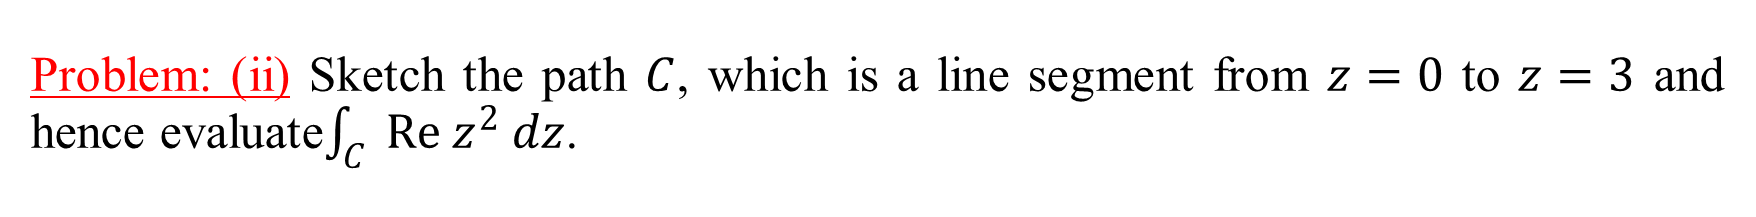 Problem: (ii) Sketch the path C, which is a line segment from z = 0 to z = 3 and
hence evaluate∫_C Re z² dz.